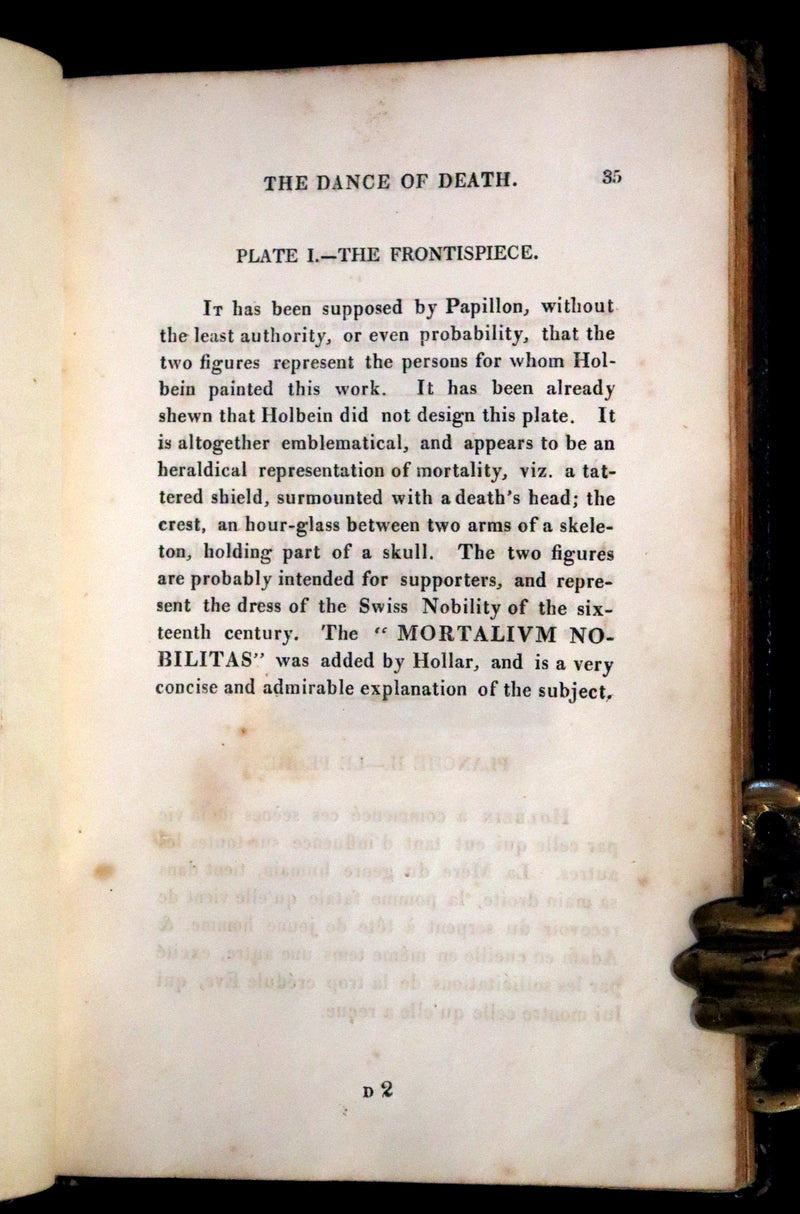 THE DANCE OF DEATH. 35
PLATE I.—THE FRONTISPIECE.
IT has been supposed by Papillon, without
the least authority, or even probability, that the
two figures represent the persons for whom Hol-
bein painted this work. It has been already
shewn that Holbein did not design this plate. It
is altogether emblematical, and appears to be an
heraldical representation of mortality, viz. a tat-
tered shield, surmounted with a death's head; the
crest, an hour-glass between two arms of a skele-
ton, holding part of a skull. The two figures
are probably intended for supporters, and repre-
sent the dress of the Swiss Nobility of the six-
teenth century. The “ MORTALIVM NO-
BILITAS” was added by Hollar, and is a very
concise and admirable explanation of the subject.
D 2